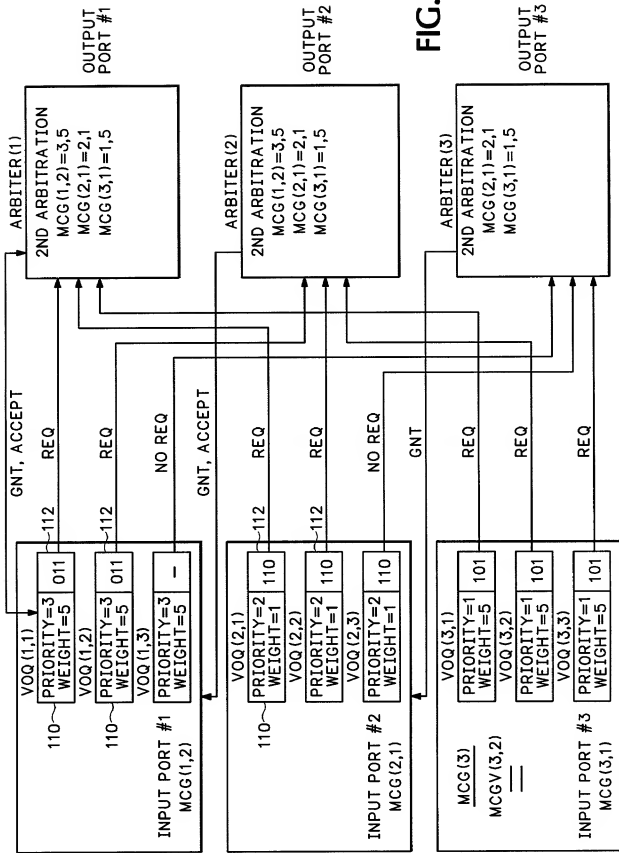 VOQ(1,1)
PRIORITY=3
WEIGHT=5
011
112
110
VOQ(1,2)
PRIORITY=3
WEIGHT=5
011
112
110
VOQ(1,3)
PRIORITY=3
WEIGHT=5
—
INPUT PORT #1
MCG(1,2)
GNT, ACCEPT
REQ
REQ
NO REQ
ARBITER(1)
2ND ARBITRATION
MCG(1,2)=3,5
MCG(2,1)=2,1
MCG(3,1)=1,5
OUTPUT
PORT #1
VOQ(2,1)
PRIORITY=2
WEIGHT=1
110
112
110
VOQ(2,2)
PRIORITY=2
WEIGHT=1
110
112
VOQ(2,3)
PRIORITY=2
WEIGHT=1
110
INPUT PORT #2
MCG(2,1)
GNT, ACCEPT
REQ
REQ
NO REQ
ARBITER(2)
2ND ARBITRATION
MCG(1,2)=3,5
MCG(2,1)=2,1
MCG(3,1)=1,5
OUTPUT
PORT #2
MCG(3)
MCGV(3,2)
VOQ(3,1)
PRIORITY=1
WEIGHT=5
101
VOQ(3,2)
PRIORITY=1
WEIGHT=5
101
VOQ(3,3)
PRIORITY=1
WEIGHT=5
101
INPUT PORT #3
MCG(3,1)
GNT
REQ
REQ
REQ
ARBITER(3)
2ND ARBITRATION
MCG(2,1)=2,1
MCG(3,1)=1,5
OUTPUT
PORT #3
FIG.